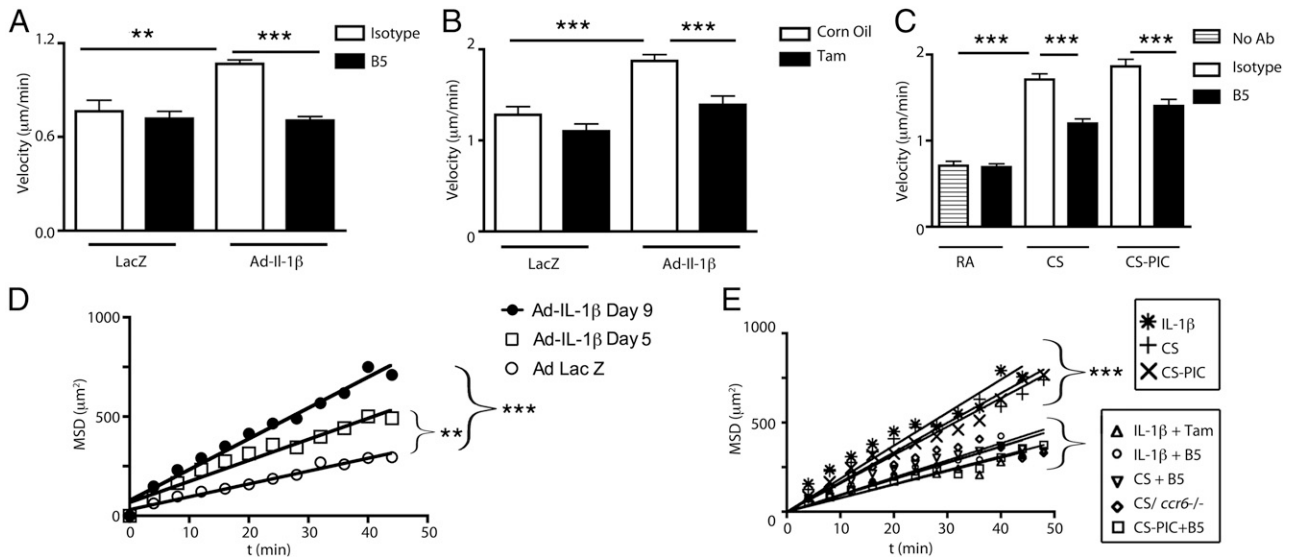 A
Velocity (µm/min)
1.2
0.6
0.0
**
***
Isotype
B5
LacZ
Ad-Il-1β
B
Velocity (µm/min)
2
1
0
***
***
Corn Oil
Tam
LacZ
Ad-Il-1β
C
Velocity (µm/min)
2
1
0
***
***
***
No Ab
Isotype
B5
RA
CS
CS-PIC
D
MSD (µm²)
1000
500
0
0
10
20
30
40
50
t (min)
Ad-IL-1β Day 9
Ad-IL-1β Day 5
Ad Lac Z
**
***
E
MSD (µm²)
1000
500
0
0
10
20
30
40
50
t (min)
***
IL-1β
CS
CS-PIC
IL-1β + Tam
IL-1β + B5
CS + B5
CS/ ccr6-/-
CS-PIC+B5